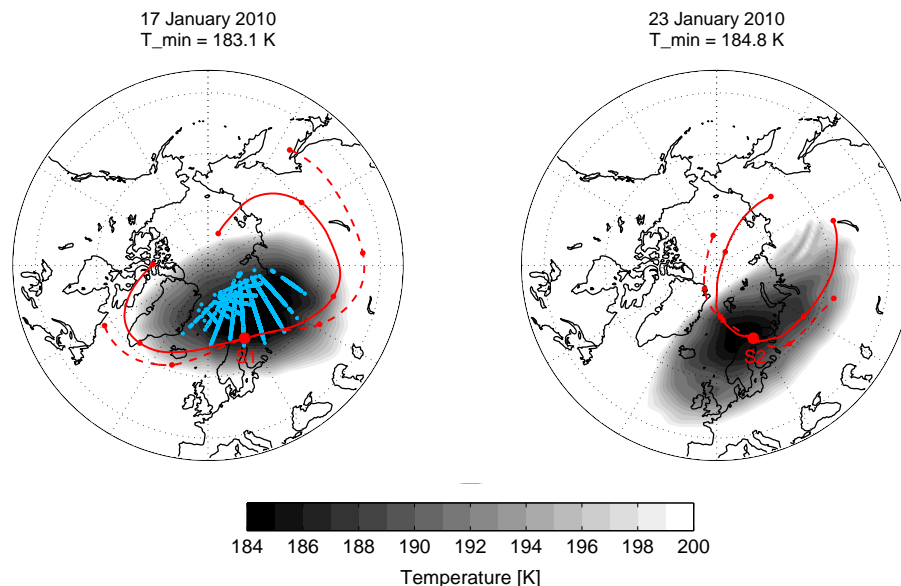 17 January 2010
T_min = 183.1 K
23 January 2010
T_min = 184.8 K
S1
S2
184 186 188 190 192 194 196 198 200
Temperature [K]